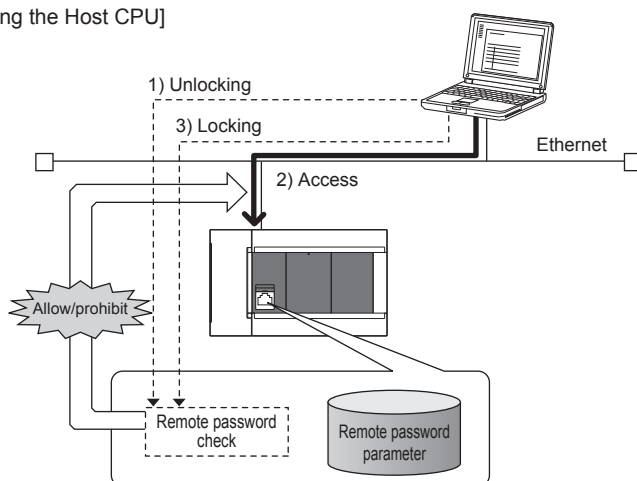 ng the Host CPU]
1) Unlocking
3) Locking
Ethernet
2) Access
Allow/prohibit
Remote password
check
Remote password
parameter